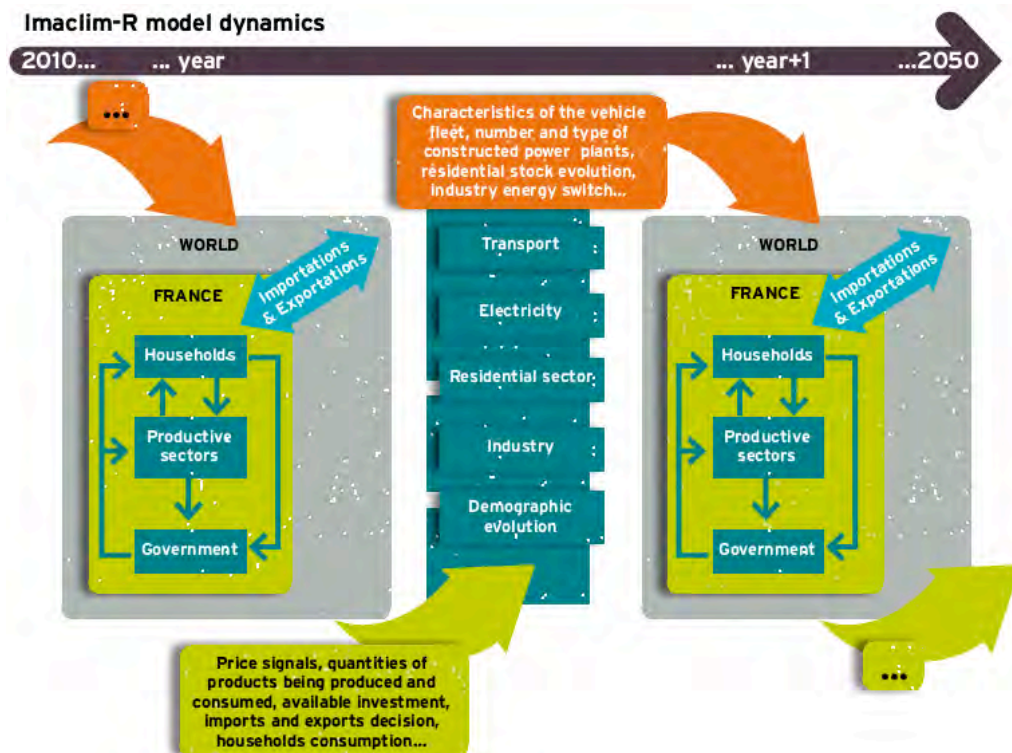 Imaclim-R model dynamics
2010... ... year ... year+1 ...2050
...
Characteristics of the vehicle
fleet, number and type of
constructed power plants,
résidential stock evolution,
industry energy switch...
WORLD
Importations
& Exportations
FRANCE
Households
Productive
sectors
Government
Transport
Electricity
Residential sector
Industry
Demographic
evolution
WORLD
Importations
& Exportations
FRANCE
Households
Productive
sectors
Government
Price signals, quantities of
products being produced and
consumed, available investment,
imports and exports decision,
households consumption...
...